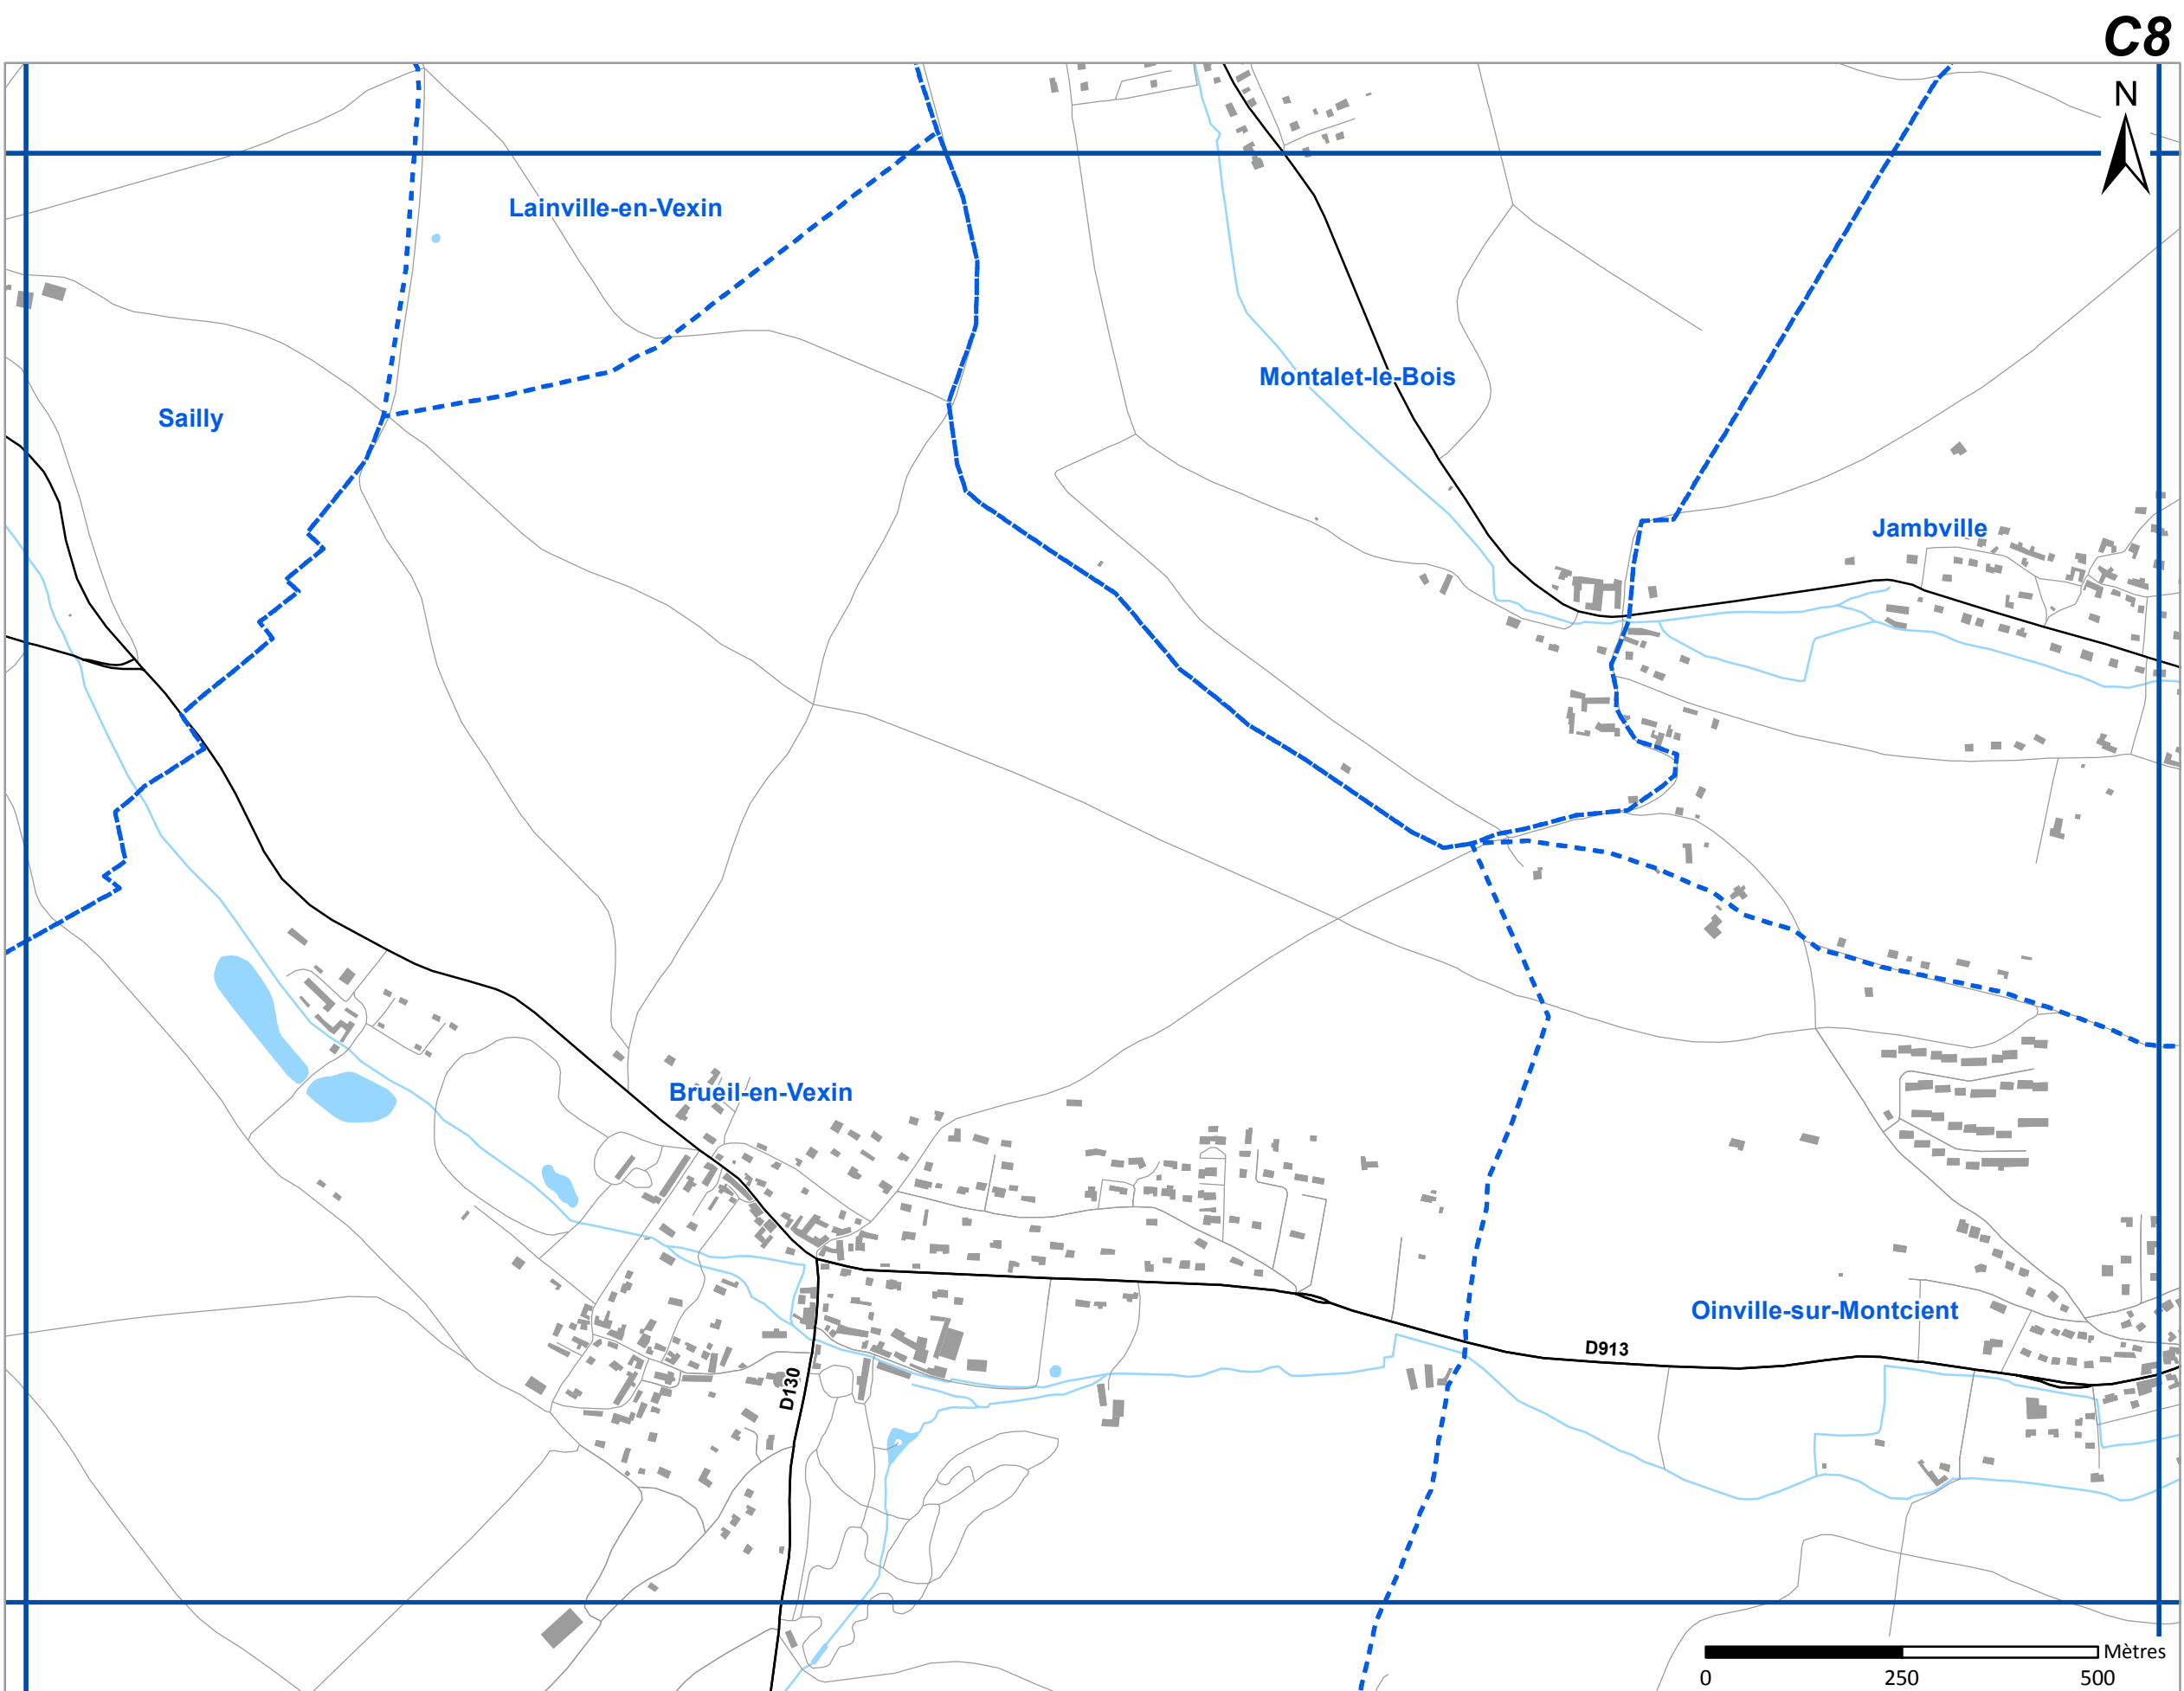 C8
N
Lainville-en-Vexin
Montalet-le-Bois
Sailly
Jambville
Brueil-en-Vexin
Oinville-sur-Montcient
D913
D130
Mètres
0 250 500